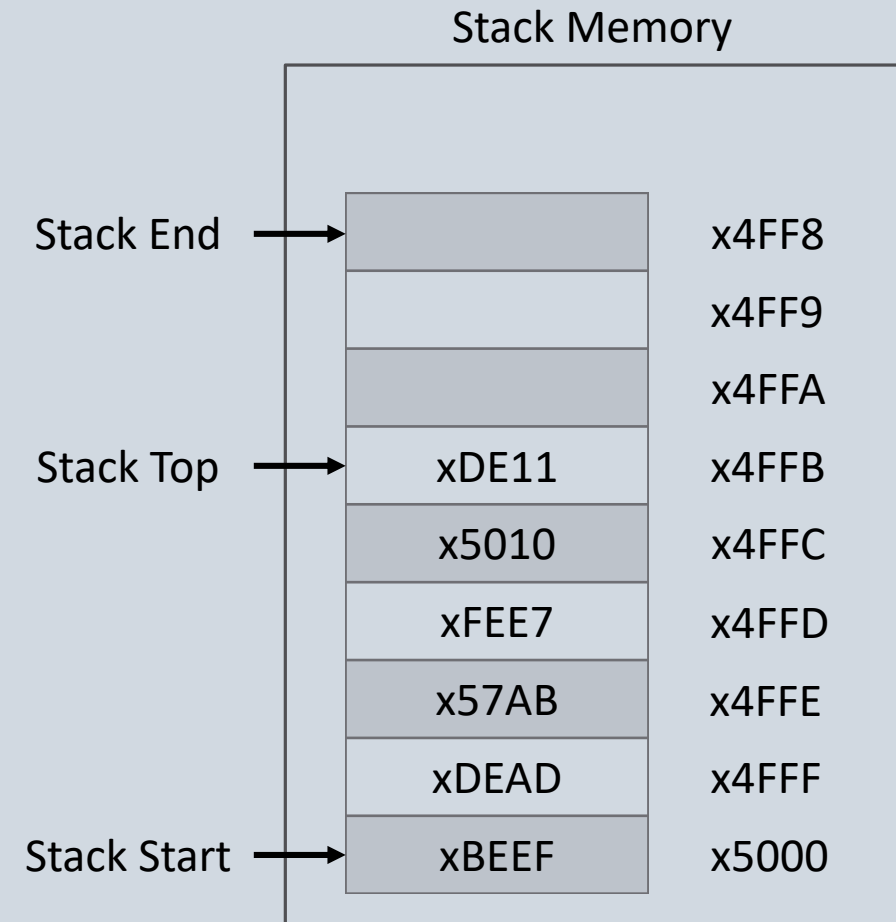 Stack Memory
Stack End x4FF8
x4FF9
x4FFA
Stack Top xDE11 x4FFB
x5010 x4FFC
xFEE7 x4FFD
x57AB x4FFE
xDEAD x4FFF
Stack Start xBEEF x5000